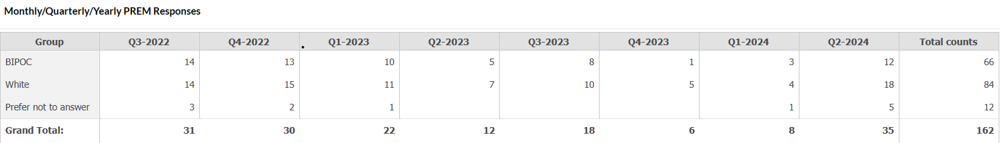 Monthly/Quarterly/Yearly PREM Responses
Group Q3-2022 Q4-2022 Q1-2023 Q2-2023 Q3-2023 Q4-2023 Q1-2024 Q2-2024 Total counts
BIPOC 14 13 10 5 8 1 3 12 66
White 14 15 11 7 10 5 4 18 84
Prefer not to answer 3 2 1 1 5 12
Grand Total: 31 30 22 12 18 6 8 35 162